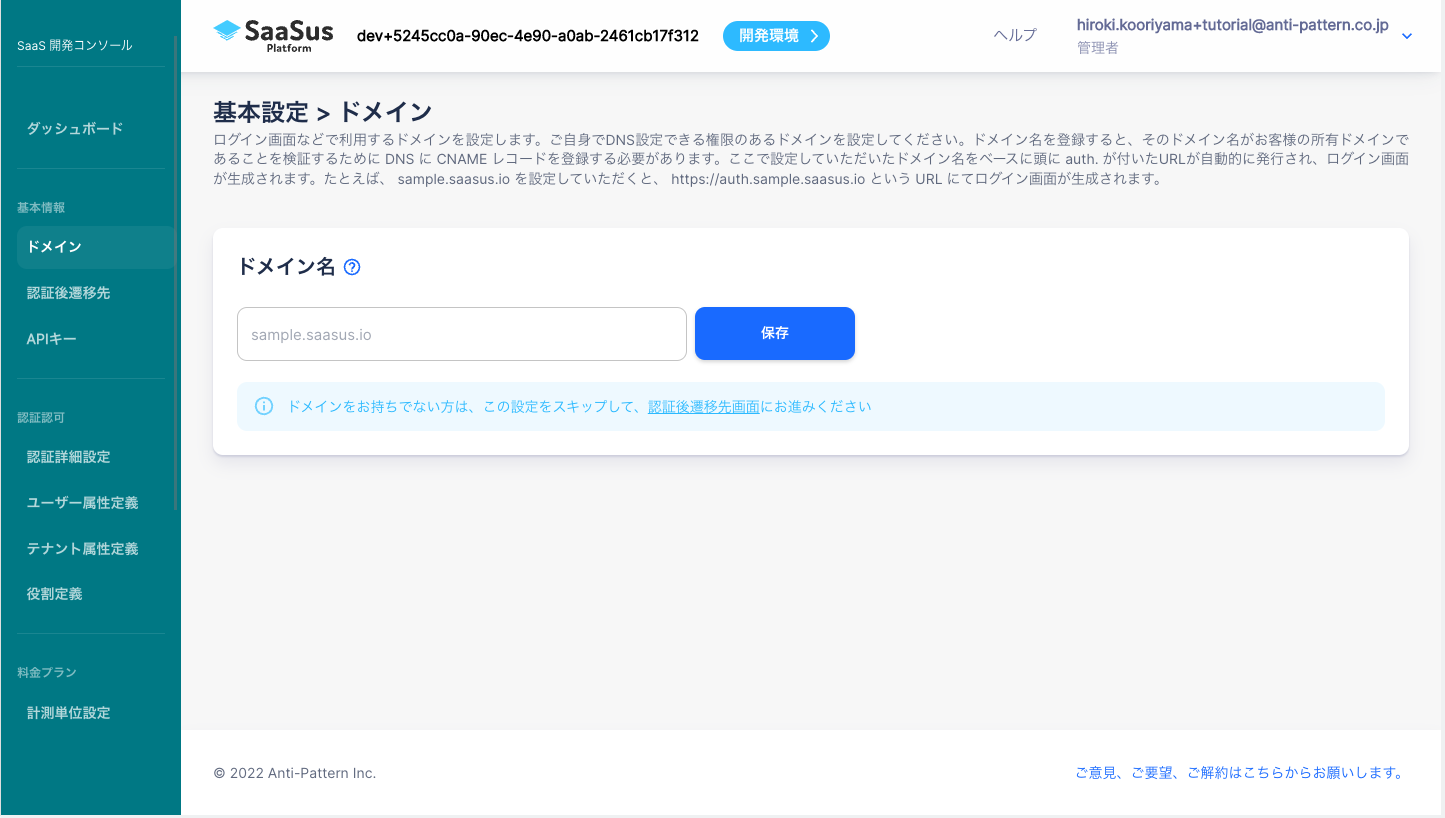 SaaS 開発コンソール
ダッシュボード
基本情報
ドメイン
認証後遷移先
APIキー
認証認可
認証詳細設定
ユーザー属性定義
テナント属性定義
役割定義
料金プラン
計測単位設定
SaaSus
Platform
dev+5245cc0a-90ec-4e90-a0ab-2461cb17f312
開発環境
ヘルプ
hiroki.kooriyama+tutorial@anti-pattern.co.jp
管理者
基本設定 > ドメイン
ログイン画面などで利用するドメインを設定します。ご自身でDNS設定できる権限のあるドメインを設定してください。ドメイン名を登録すると、そのドメイン名がお客様の所有ドメインで
あることを検証するために DNS に CNAME レコードを登録する必要があります。ここで設定していただいたドメイン名をベースに頭に auth. が付いたURLが自動的に発行され、ログイン画面
が生成されます。たとえば、 sample.saasus.io を設定していただくと、 https://auth.sample.saasus.io という URL にてログイン画面が生成されます。
ドメイン名
sample.saasus.io
保存
ドメインをお持ちでない方は、この設定をスキップして、認証後遷移先画面にお進みください
© 2022 Anti-Pattern Inc.
ご意見、ご要望、ご解約はこちらからお願いします。